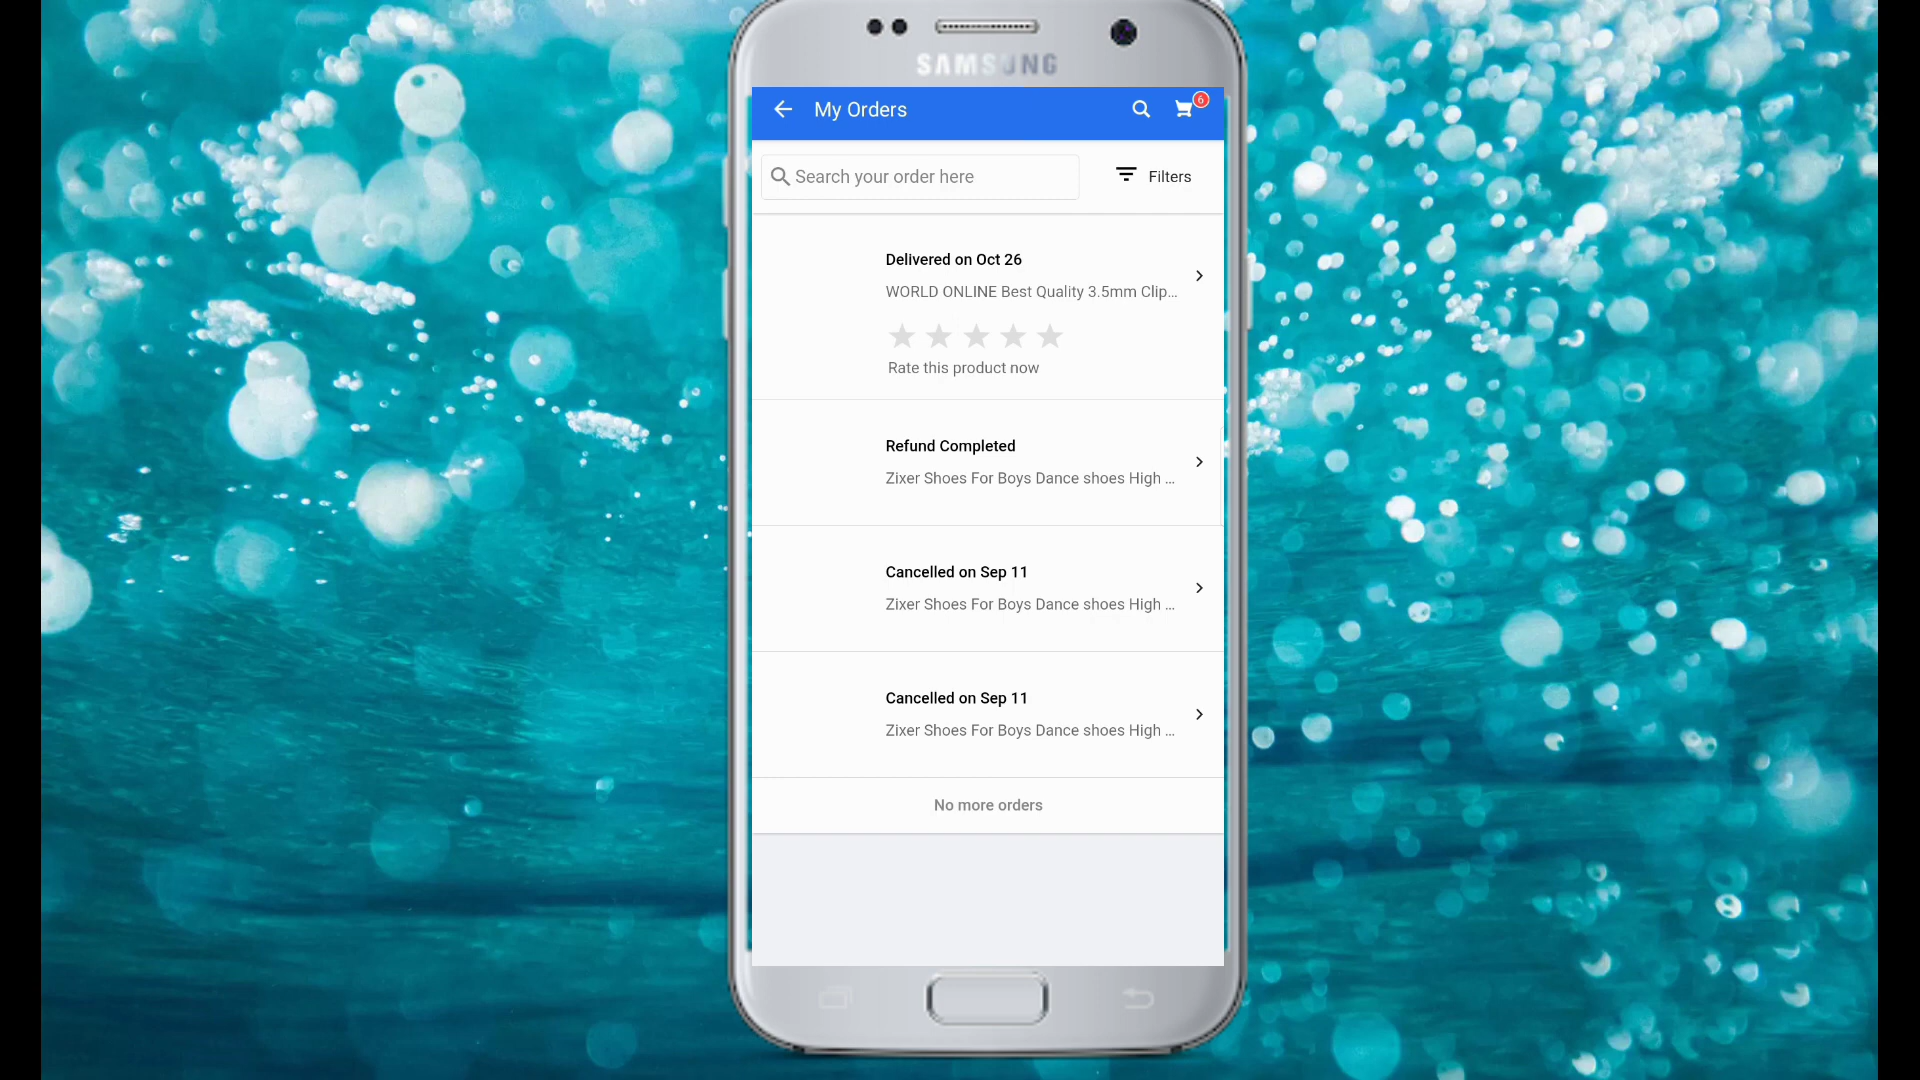 SAMSUNG
My Orders
6
Search your order here
Filters
Delivered on Oct 26
WORLD ONLINE Best Quality 3.5mm Clip...
Rate this product now
Refund Completed
Zixer Shoes For Boys Dance shoes High ...
Cancelled on Sep 11
Zixer Shoes For Boys Dance shoes High ...
Cancelled on Sep 11
Zixer Shoes For Boys Dance shoes High ...
No more orders